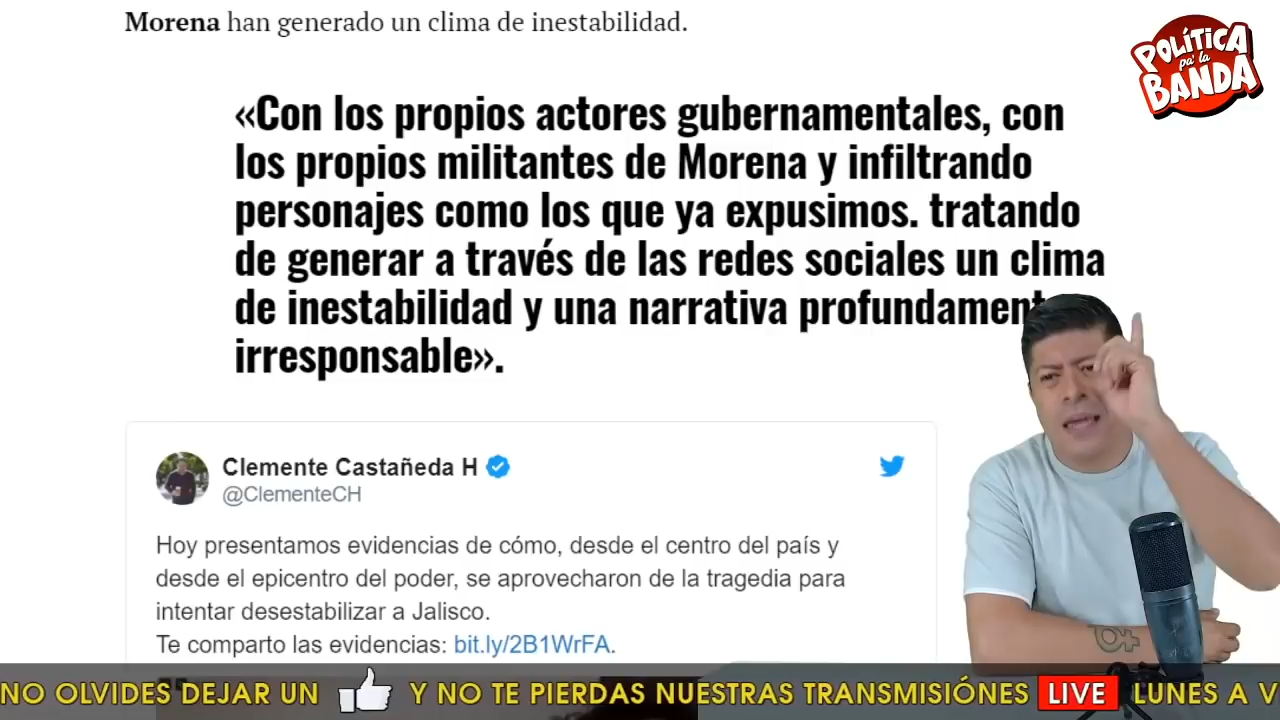 Morena han generado un clima de inestabilidad.
POLÍTICA
pa' la
BANDA
«Con los propios actores gubernamentales, con
los propios militantes de Morena y infiltrando
personajes como los que ya expusimos. tratando
de generar a través de las redes sociales un clima
de inestabilidad y una narrativa profundament
irresponsable».
Clemente Castañeda H
@ClementeCH
Hoy presentamos evidencias de cómo, desde el centro del país y
desde el epicentro del poder, se aprovecharon de la tragedia para
intentar desestabilizar a Jalisco.
Te comparto las evidencias: bit.ly/2B1WrFA.
NO OLVIDES DEJAR UN Y NO TE PIERDAS NUESTRAS TRANSMISIÓNES LIVE LUNES A V